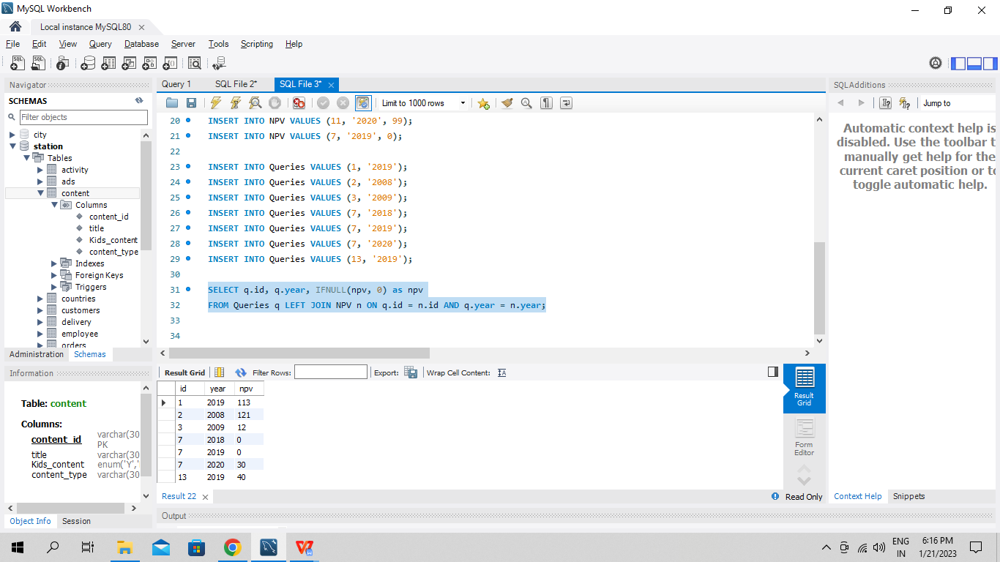 MySQL Workbench
Local instance MySQL80
File Edit View Query Database Server Tools Scripting Help
Navigator
SCHEMAS
Filter objects
city
station
Tables
activity
ads
content
Columns
content_id
title
Kids_content
content_type
Indexes
Foreign Keys
Triggers
countries
customers
delivery
employee
orders
Administration Schemas
Information
Table: content
Columns:
content_id varchar(30
PK
title varchar(30
Kids_content enum('Y','
content_type varchar(30
Object Info Session
Query 1 SQL File 2* SQL File 3*
Limit to 1000 rows
20 INSERT INTO NPV VALUES (11, '2020', 99);
21 INSERT INTO NPV VALUES (7, '2019', 0);
22
23 INSERT INTO Queries VALUES (1, '2019');
24 INSERT INTO Queries VALUES (2, '2008');
25 INSERT INTO Queries VALUES (3, '2009');
26 INSERT INTO Queries VALUES (7, '2018');
27 INSERT INTO Queries VALUES (7, '2019');
28 INSERT INTO Queries VALUES (7, '2020');
29 INSERT INTO Queries VALUES (13, '2019');
30
31 SELECT q.id, q.year, IFNULL(npv, 0) as npv
32 FROM Queries q LEFT JOIN NPV n ON q.id = n.id AND q.year = n.year;
33
34
Result Grid Filter Rows: Export: Wrap Cell Content:
id year npv
1 2019 113
2 2008 121
3 2009 12
7 2018 0
7 2019 0
7 2020 30
13 2019 40
Result
Grid
Form
Editor
Result 22
Read Only
Output
SQLAdditions
Jump to
Automatic context help is
disabled. Use the toolbar t
manually get help for the
current caret position or to
toggle automatic help.
Context Help Snippets
ENG
IN
6:16 PM
1/21/2023